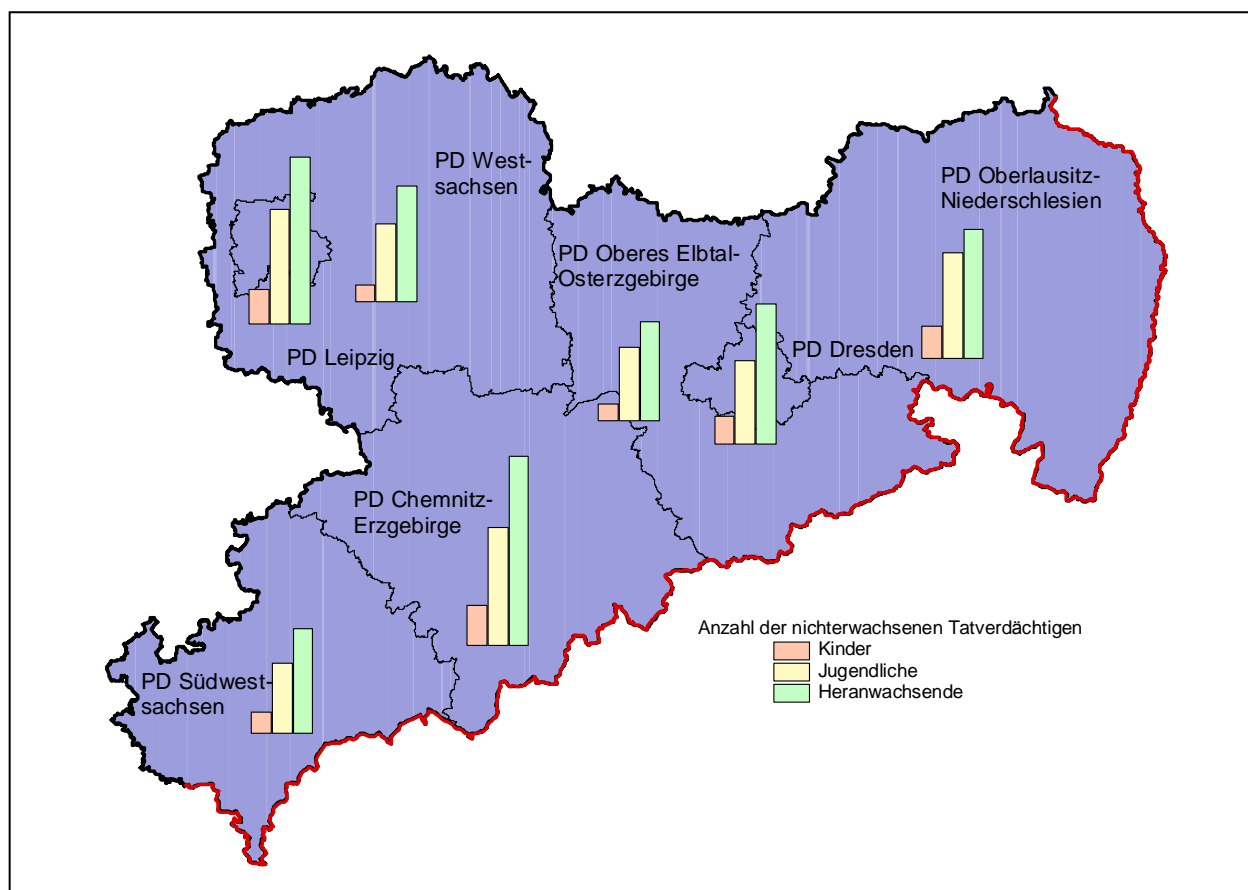 PD West-
sachsen
PD Oberlausitz-
Niederschlesien
PD Oberes Elbtal-
Osterzgebirge
PD Leipzig
PD Dresden
PD Chemnitz-
Erzgebirge
Anzahl der nichterwachsenen Tatverdächtigen
Kinder
Jugendliche
Heranwachsende
PD Südwest-
sachsen